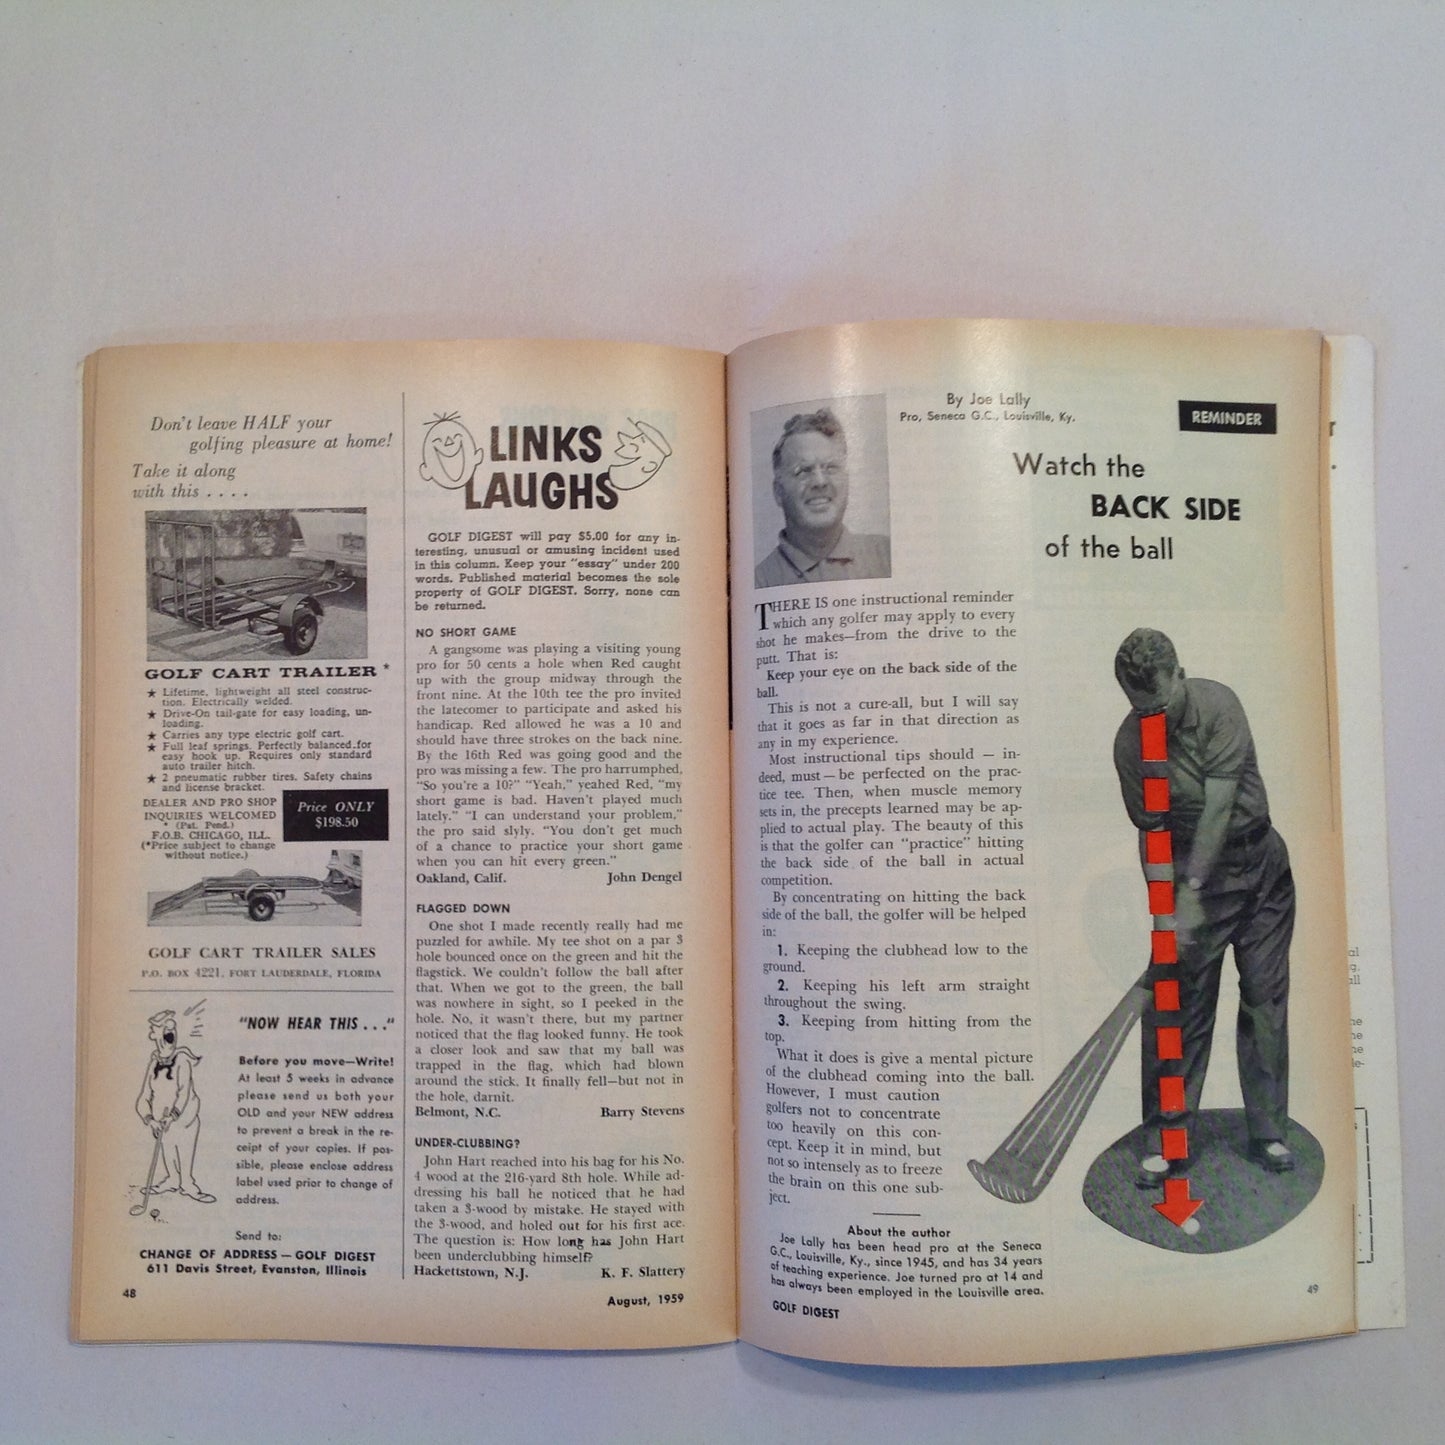 Don't leave HALF your
golfing pleasure at home!
Take it along
with this . . . .
GOLF CART TRAILER *
★ Lifetime, lightweight all steel construc-
tion. Electrically welded.
★ Drive-On tail-gate for easy loading, un-
loading.
★ Carries any type electric golf cart.
★ Full leaf springs. Perfectly balanced for
easy hook up. Requires only standard
auto trailer hitch.
★ 2 pneumatic rubber tires. Safety chains
and license bracket.
DEALER AND PRO SHOP
INQUIRIES WELCOMED
* (Pat. Pend.)
F.O.B. CHICAGO, ILL.
(*Price subject to change
without notice.)
Price ONLY
$198.50
GOLF CART TRAILER SALES
P.O. BOX 4221, FORT LAUDERDALE, FLORIDA
"NOW HEAR THIS . . ."
Before you move—Write!
At least 5 weeks in advance
please send us both your
OLD and your NEW address
to prevent a break in the re-
ceipt of your copies. If pos-
sible, please enclose address
label used prior to change of
address.
Send to:
CHANGE OF ADDRESS — GOLF DIGEST
611 Davis Street, Evanston, Illinois
48
LINKS
LAUGHS
GOLF DIGEST will pay $5.00 for any in-
teresting, unusual or amusing incident used
in this column. Keep your "essay" under 200
words. Published material becomes the sole
property of GOLF DIGEST. Sorry, none can
be returned.
NO SHORT GAME
A gangsome was playing a visiting young
pro for 50 cents a hole when Red caught
up with the group midway through the
front nine. At the 10th tee the pro invited
the latecomer to participate and asked his
handicap. Red allowed he was a 10 and
should have three strokes on the back nine.
By the 16th Red was going good and the
pro was missing a few. The pro harrumphed,
"So you're a 10?" "Yeah," yeahed Red, "my
short game is bad. Haven't played much
lately." "I can understand your problem,"
the pro said slyly. "You don't get much
of a chance to practice your short game
when you can hit every green."
Oakland, Calif. John Dengel
FLAGGED DOWN
One shot I made recently really had me
puzzled for awhile. My tee shot on a par 3
hole bounced once on the green and hit the
flagstick. We couldn't follow the ball after
that. When we got to the green, the ball
was nowhere in sight, so I peeked in the
hole. No, it wasn't there, but my partner
noticed that the flag looked funny. He took
a closer look and saw that my ball was
trapped in the flag, which had blown
around the stick. It finally fell—but not in
the hole, darnit.
Belmont, N.C. Barry Stevens
UNDER-CLUBBING?
John Hart reached into his bag for his No.
4 wood at the 216-yard 8th hole. While ad-
dressing his ball he noticed that he had
taken a 3-wood by mistake. He stayed with
the 3-wood, and holed out for his first ace.
The question is: How long has John Hart
been underclubbing himself?
Hackettstown, N.J. K. F. Slattery
August, 1959
By Joe Lally
Pro, Seneca G.C., Louisville, Ky.
REMINDER
Watch the
BACK SIDE
of the ball
THERE IS one instructional reminder
which any golfer may apply to every
shot he makes—from the drive to the
putt. That is:
Keep your eye on the back side of the
ball.
This is not a cure-all, but I will say
that it goes as far in that direction as
any in my experience.
Most instructional tips should — in-
deed, must — be perfected on the prac-
tice tee. Then, when muscle memory
sets in, the precepts learned may be ap-
plied to actual play. The beauty of this
is that the golfer can "practice" hitting
the back side of the ball in actual
competition.
By concentrating on hitting the back
side of the ball, the golfer will be helped
in:
1. Keeping the clubhead low to the
ground.
2. Keeping his left arm straight
throughout the swing.
3. Keeping from hitting from the
top.
What it does is give a mental picture
of the clubhead coming into the ball.
However, I must caution
golfers not to concentrate
too heavily on this con-
cept. Keep it in mind, but
not so intensely as to freeze
the brain on this one sub-
ject.
About the author
Joe Lally has been head pro at the Seneca
G.C., Louisville, Ky., since 1945, and has 34 years
of teaching experience. Joe turned pro at 14 and
has always been employed in the Louisville area.
GOLF DIGEST
49